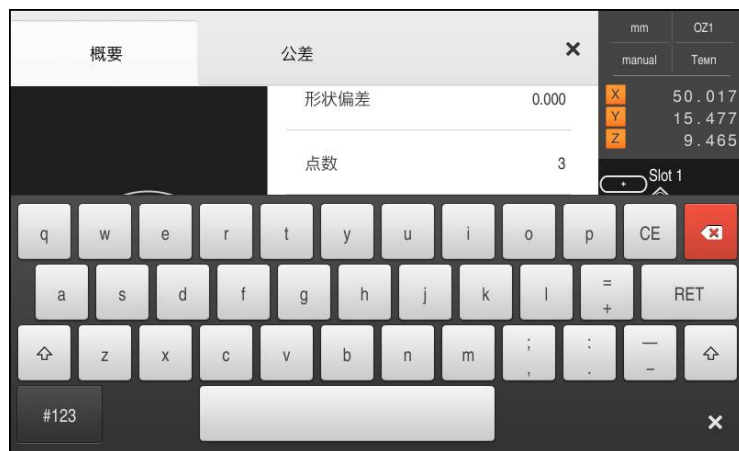 概要 公差 × mm OZ1
manual Темп
形状偏差 0.000 X 50.017
Y 15.477
Z 9.465
点数 3 Slot 1
+
q w e r t y u i o p CE
a s d f g h j k l = + RET
z x c v b n m ; , : . — -
#123 ×